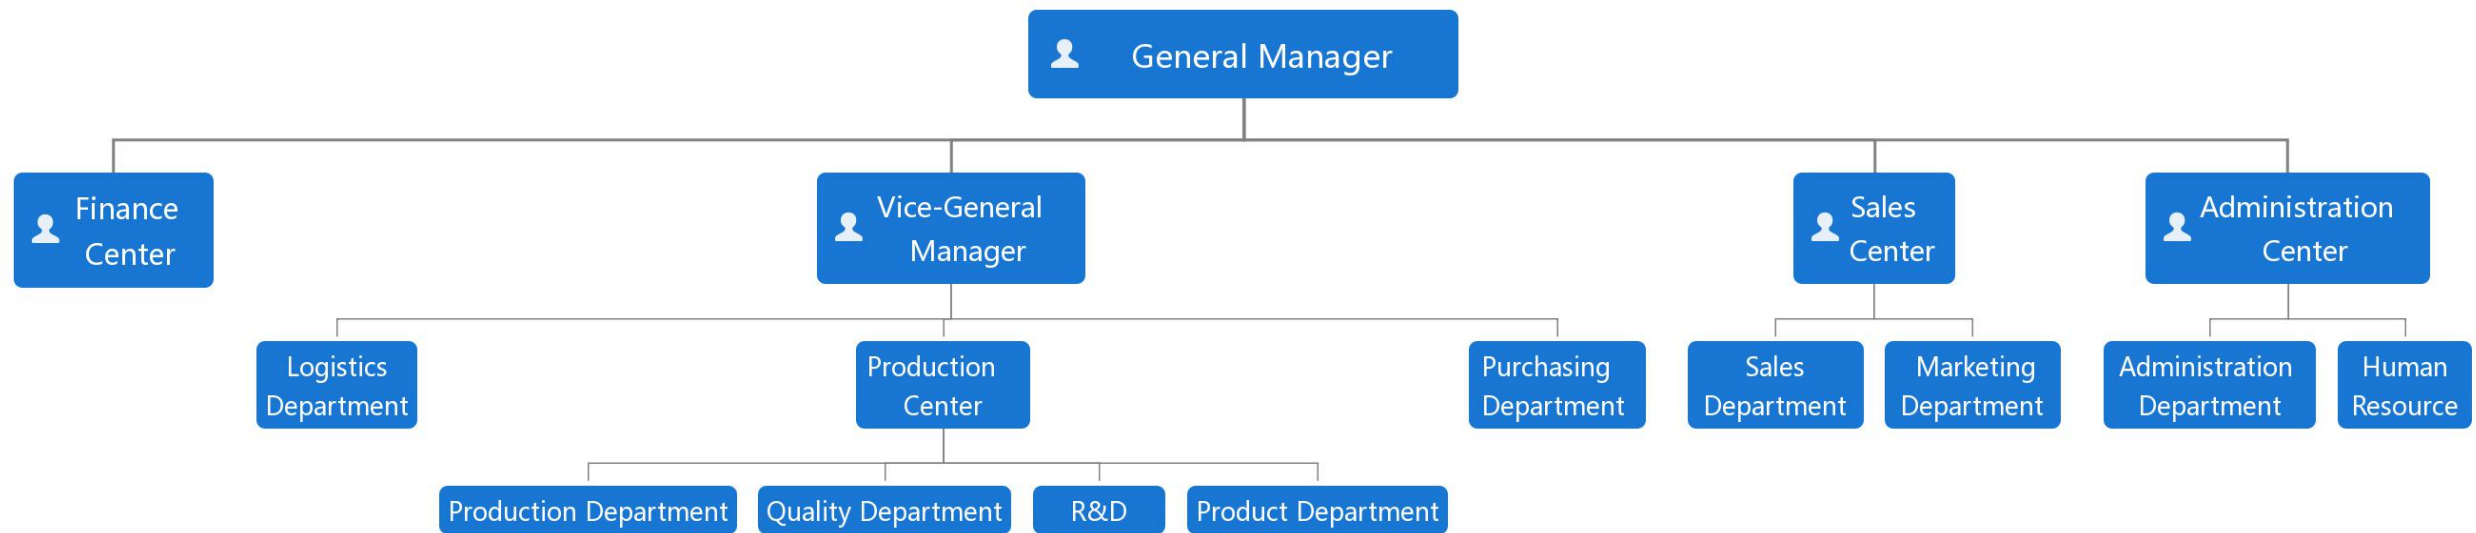 General Manager
Finance
Center
Vice-General
Manager
Sales
Center
Administration
Center
Logistics
Department
Production
Center
Purchasing
Department
Sales
Department
Marketing
Department
Administration
Department
Human
Resource
Production Department
Quality Department
R&D
Product Department